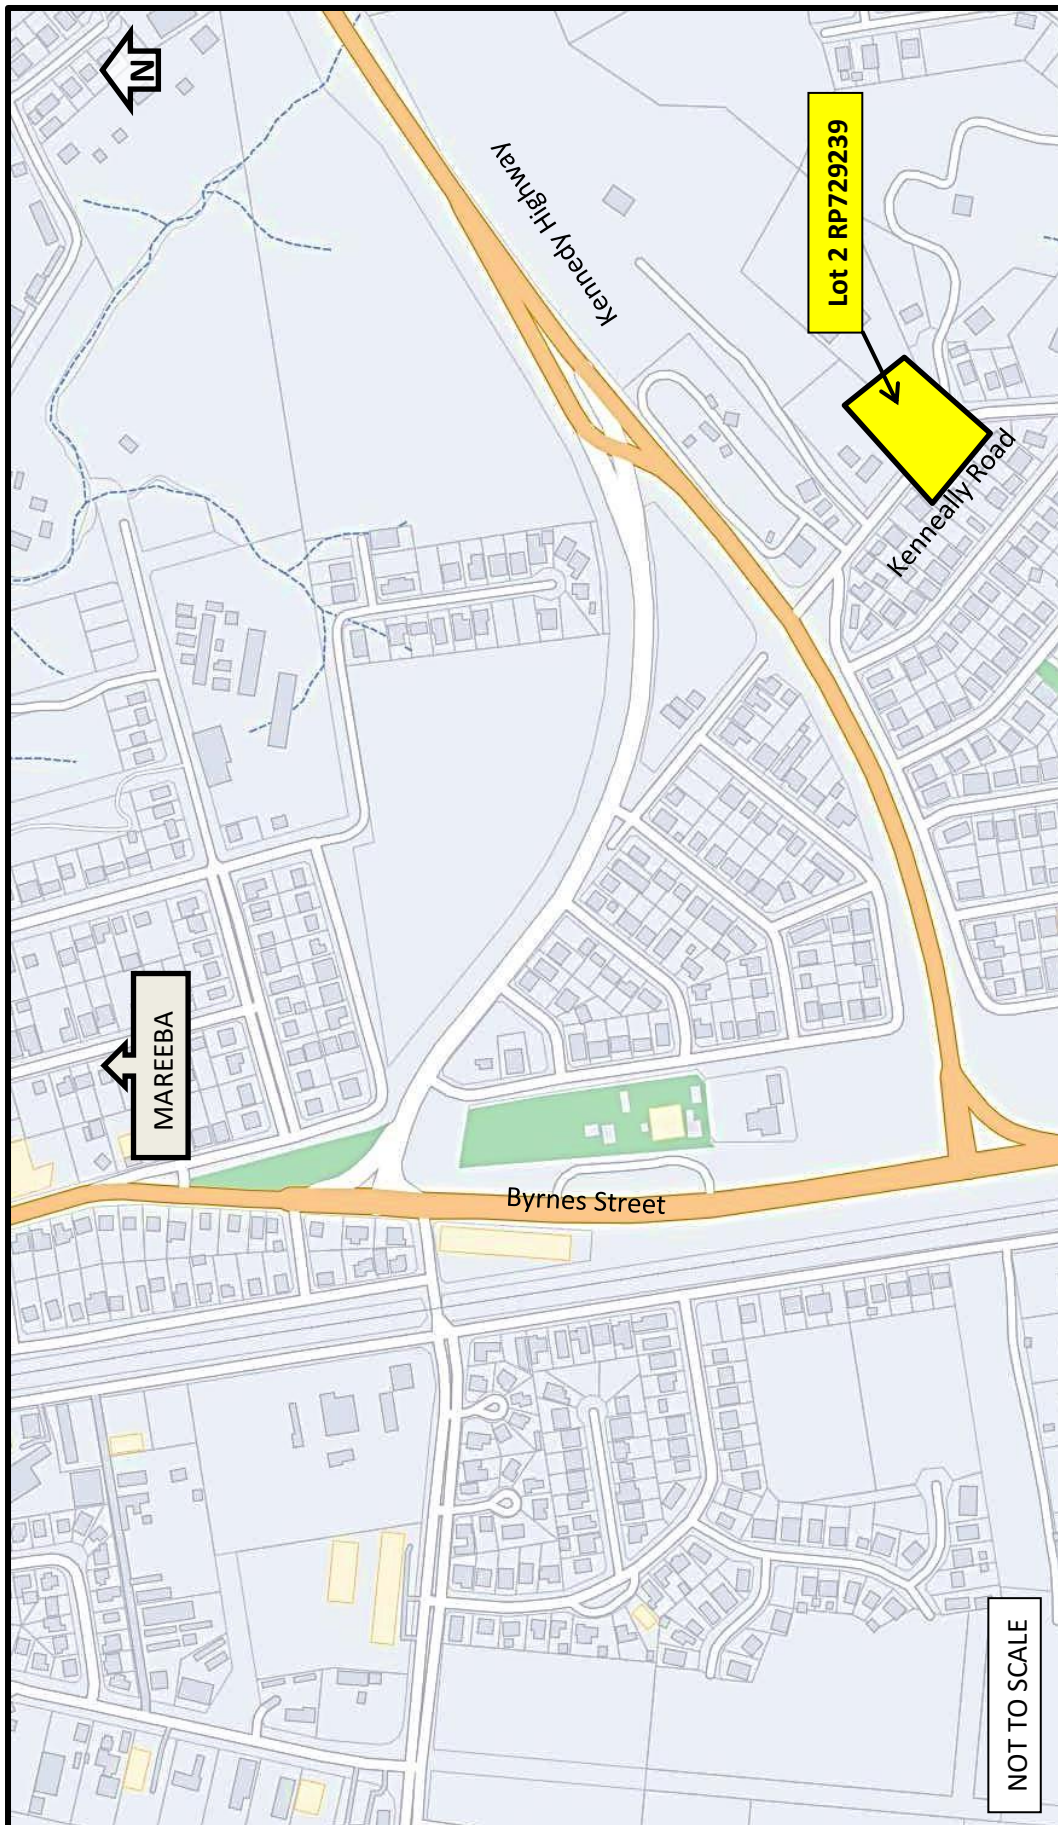 N
Kennedy Highway
Lot 2 RP729239
Kenneally Road
MAREEBA
Byrnes Street
NOT TO SCALE